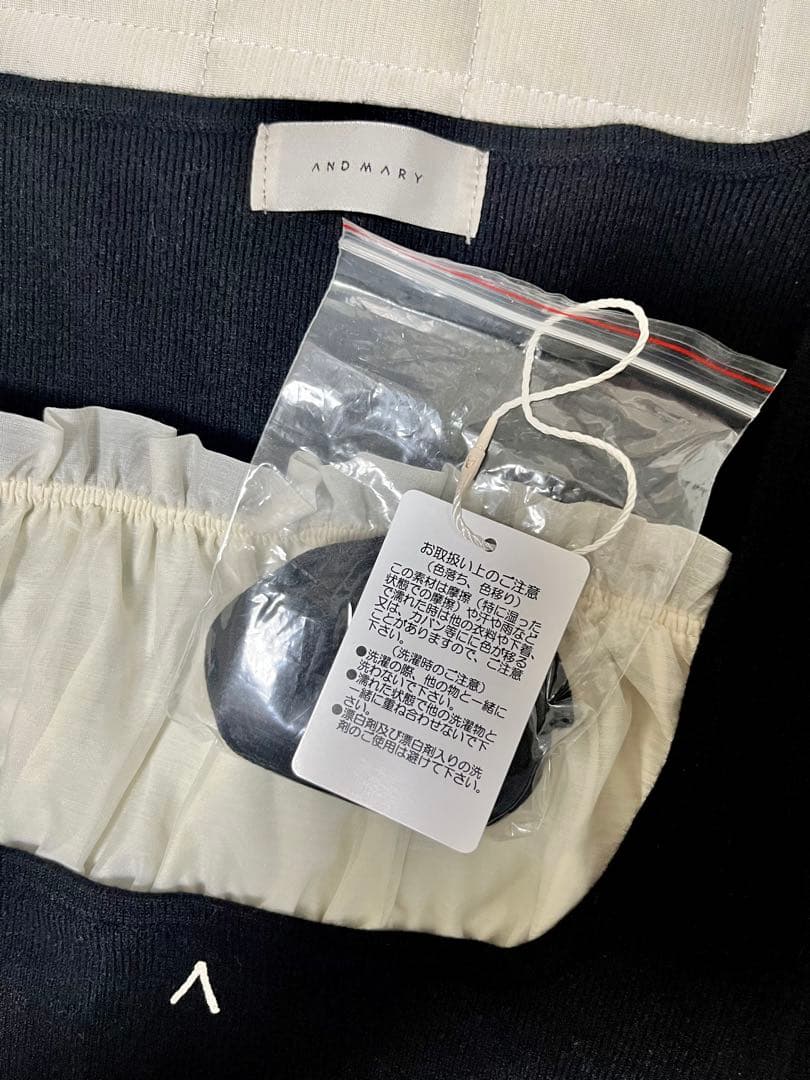 AND MARY
お取扱い上のご注意
(色落ち、色移り)
この素材は摩擦(特に湿った
状態での摩擦)や汗や雨など
で濡れた時は他の衣料や下着、
又は、カバン等にに色が移る
ことがありますので、ご注意
下さい。
(洗濯時のご注意)
●洗濯の際、他の物と一緒に
洗わないで下さい。
●濡れた状態で他の洗濯物と
一緒に重ね合わせないで下
さい。
●漂白剤及び漂白剤入りの洗
剤のご使用は避けて下さい。